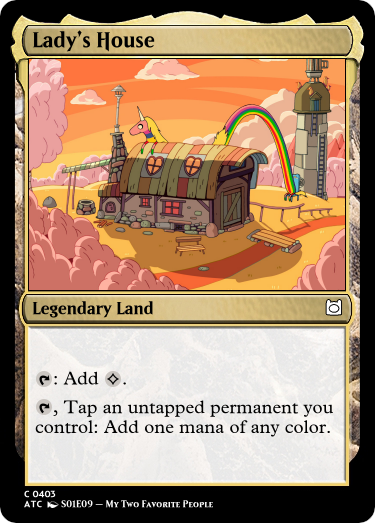 Lady's House
Legendary Land
: Add .
, Tap an untapped permanent you
control: Add one mana of any color.
C 0403
ATC S01E09 – My Two Favorite People